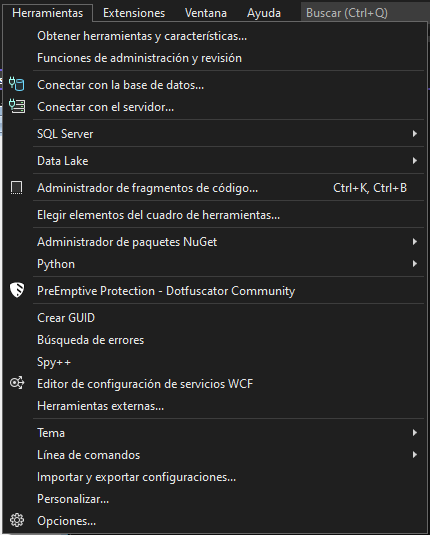 Herramientas Extensiones Ventana Ayuda Buscar (Ctrl+Q)
Obtener herramientas y características...
Funciones de administración y revisión
Conectar con la base de datos...
Conectar con el servidor...
SQL Server
Data Lake
Administrador de fragmentos de código... Ctrl+K, Ctrl+B
Elegir elementos del cuadro de herramientas...
Administrador de paquetes NuGet
Python
PreEmptive Protection - Dotfuscator Community
Crear GUID
Búsqueda de errores
Spy++
Editor de configuración de servicios WCF
Herramientas externas...
Tema
Línea de comandos
Importar y exportar configuraciones...
Personalizar...
Opciones...